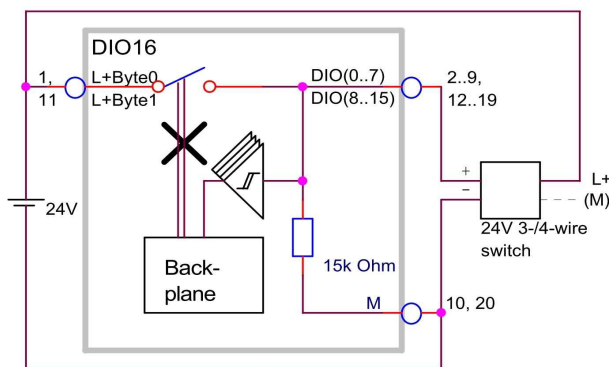 DIO16
1,
11
L+Byte0
L+Byte1
DIO(0..7)
DIO(8..15)
2..9,
12..19
+
−
L+
(M)
24V
24V 3-/4-wire
switch
Back-
plane
15k Ohm
M
10, 20